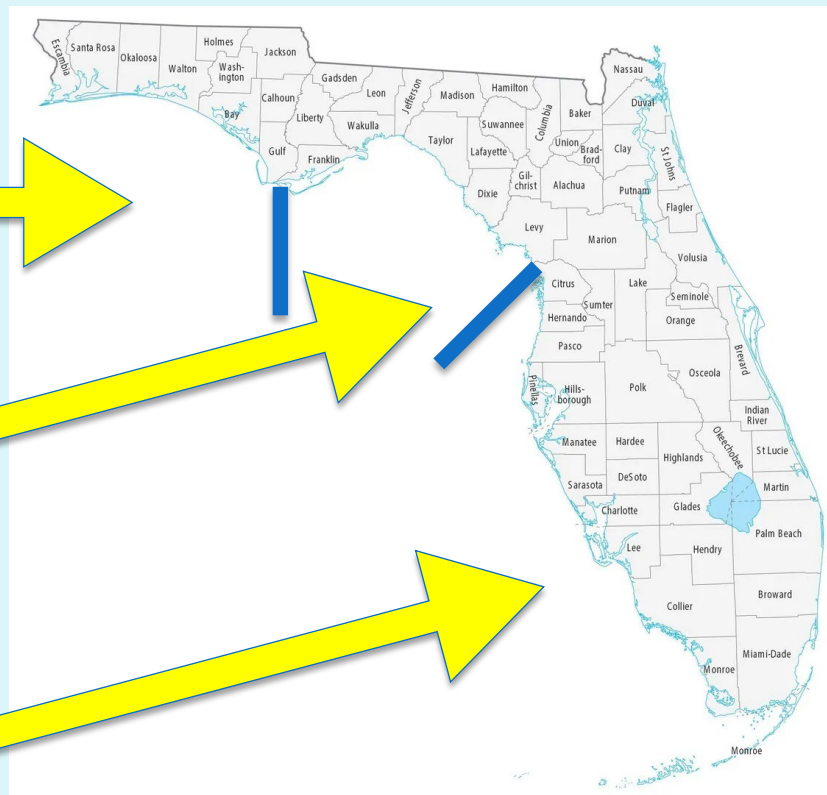 Escambia
Santa Rosa
Okaloosa
Walton
Holmes
Wash-
ington
Jackson
Bay
Calhoun
Gulf
Gadsden
Liberty
Franklin
Leon
Wakulla
Jefferson
Madison
Taylor
Hamilton
Suwannee
Lafayette
Dixie
Columbia
Gil-
christ
Baker
Union
Brad-
ford
Alachua
Levy
Nassau
Duval
Clay
St Johns
Putnam
Flagler
Marion
Volusia
Citrus
Sumter
Lake
Hernando
Pasco
Seminole
Orange
Brevard
Osceola
Pinellas
Hills-
borough
Polk
Indian
River
Okeechobee
St Lucie
Manatee
Hardee
Highlands
Sarasota
DeSoto
Martin
Charlotte
Glades
Palm Beach
Lee
Hendry
Broward
Collier
Miami-Dade
Monroe
Monroe